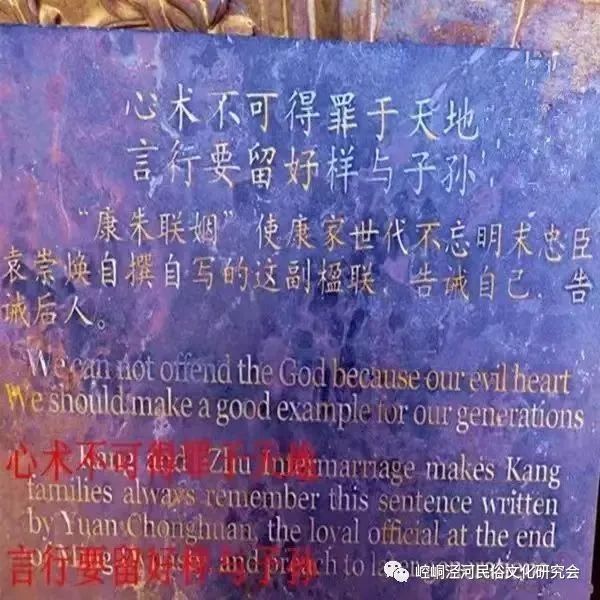 心术不可得罪于天地
言行要留好样与子孙
“康朱联姻”使康家世代不忘明末忠臣
袁崇焕自撰自写的这副楹联，告诫自己，告
诫后人。
We can not offend the God because our evil heart
We should make a good example for our generations
心术不可得罪于天地
Kang and Zhu Intermarriage makes Kang
families always remember this sentence written
by Yuan Chonghuan, the loyal official at the end
言行要留好样与子孙
and preach to
崆峒泾河民俗文化研究会